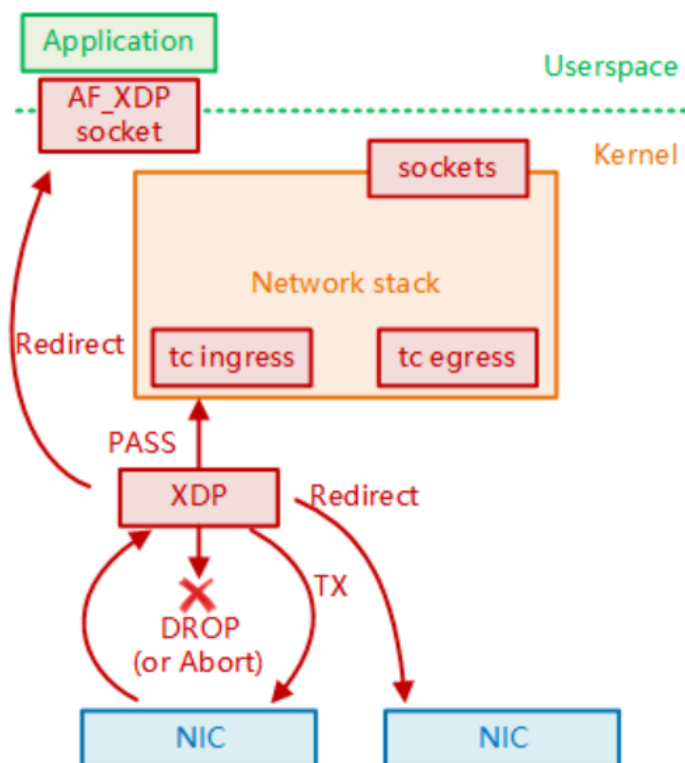 Application
Userspace
AF_XDP
socket
Kernel
sockets
Network stack
Redirect
tc ingress
tc egress
PASS
XDP
Redirect
TX
DROP
(or Abort)
NIC
NIC